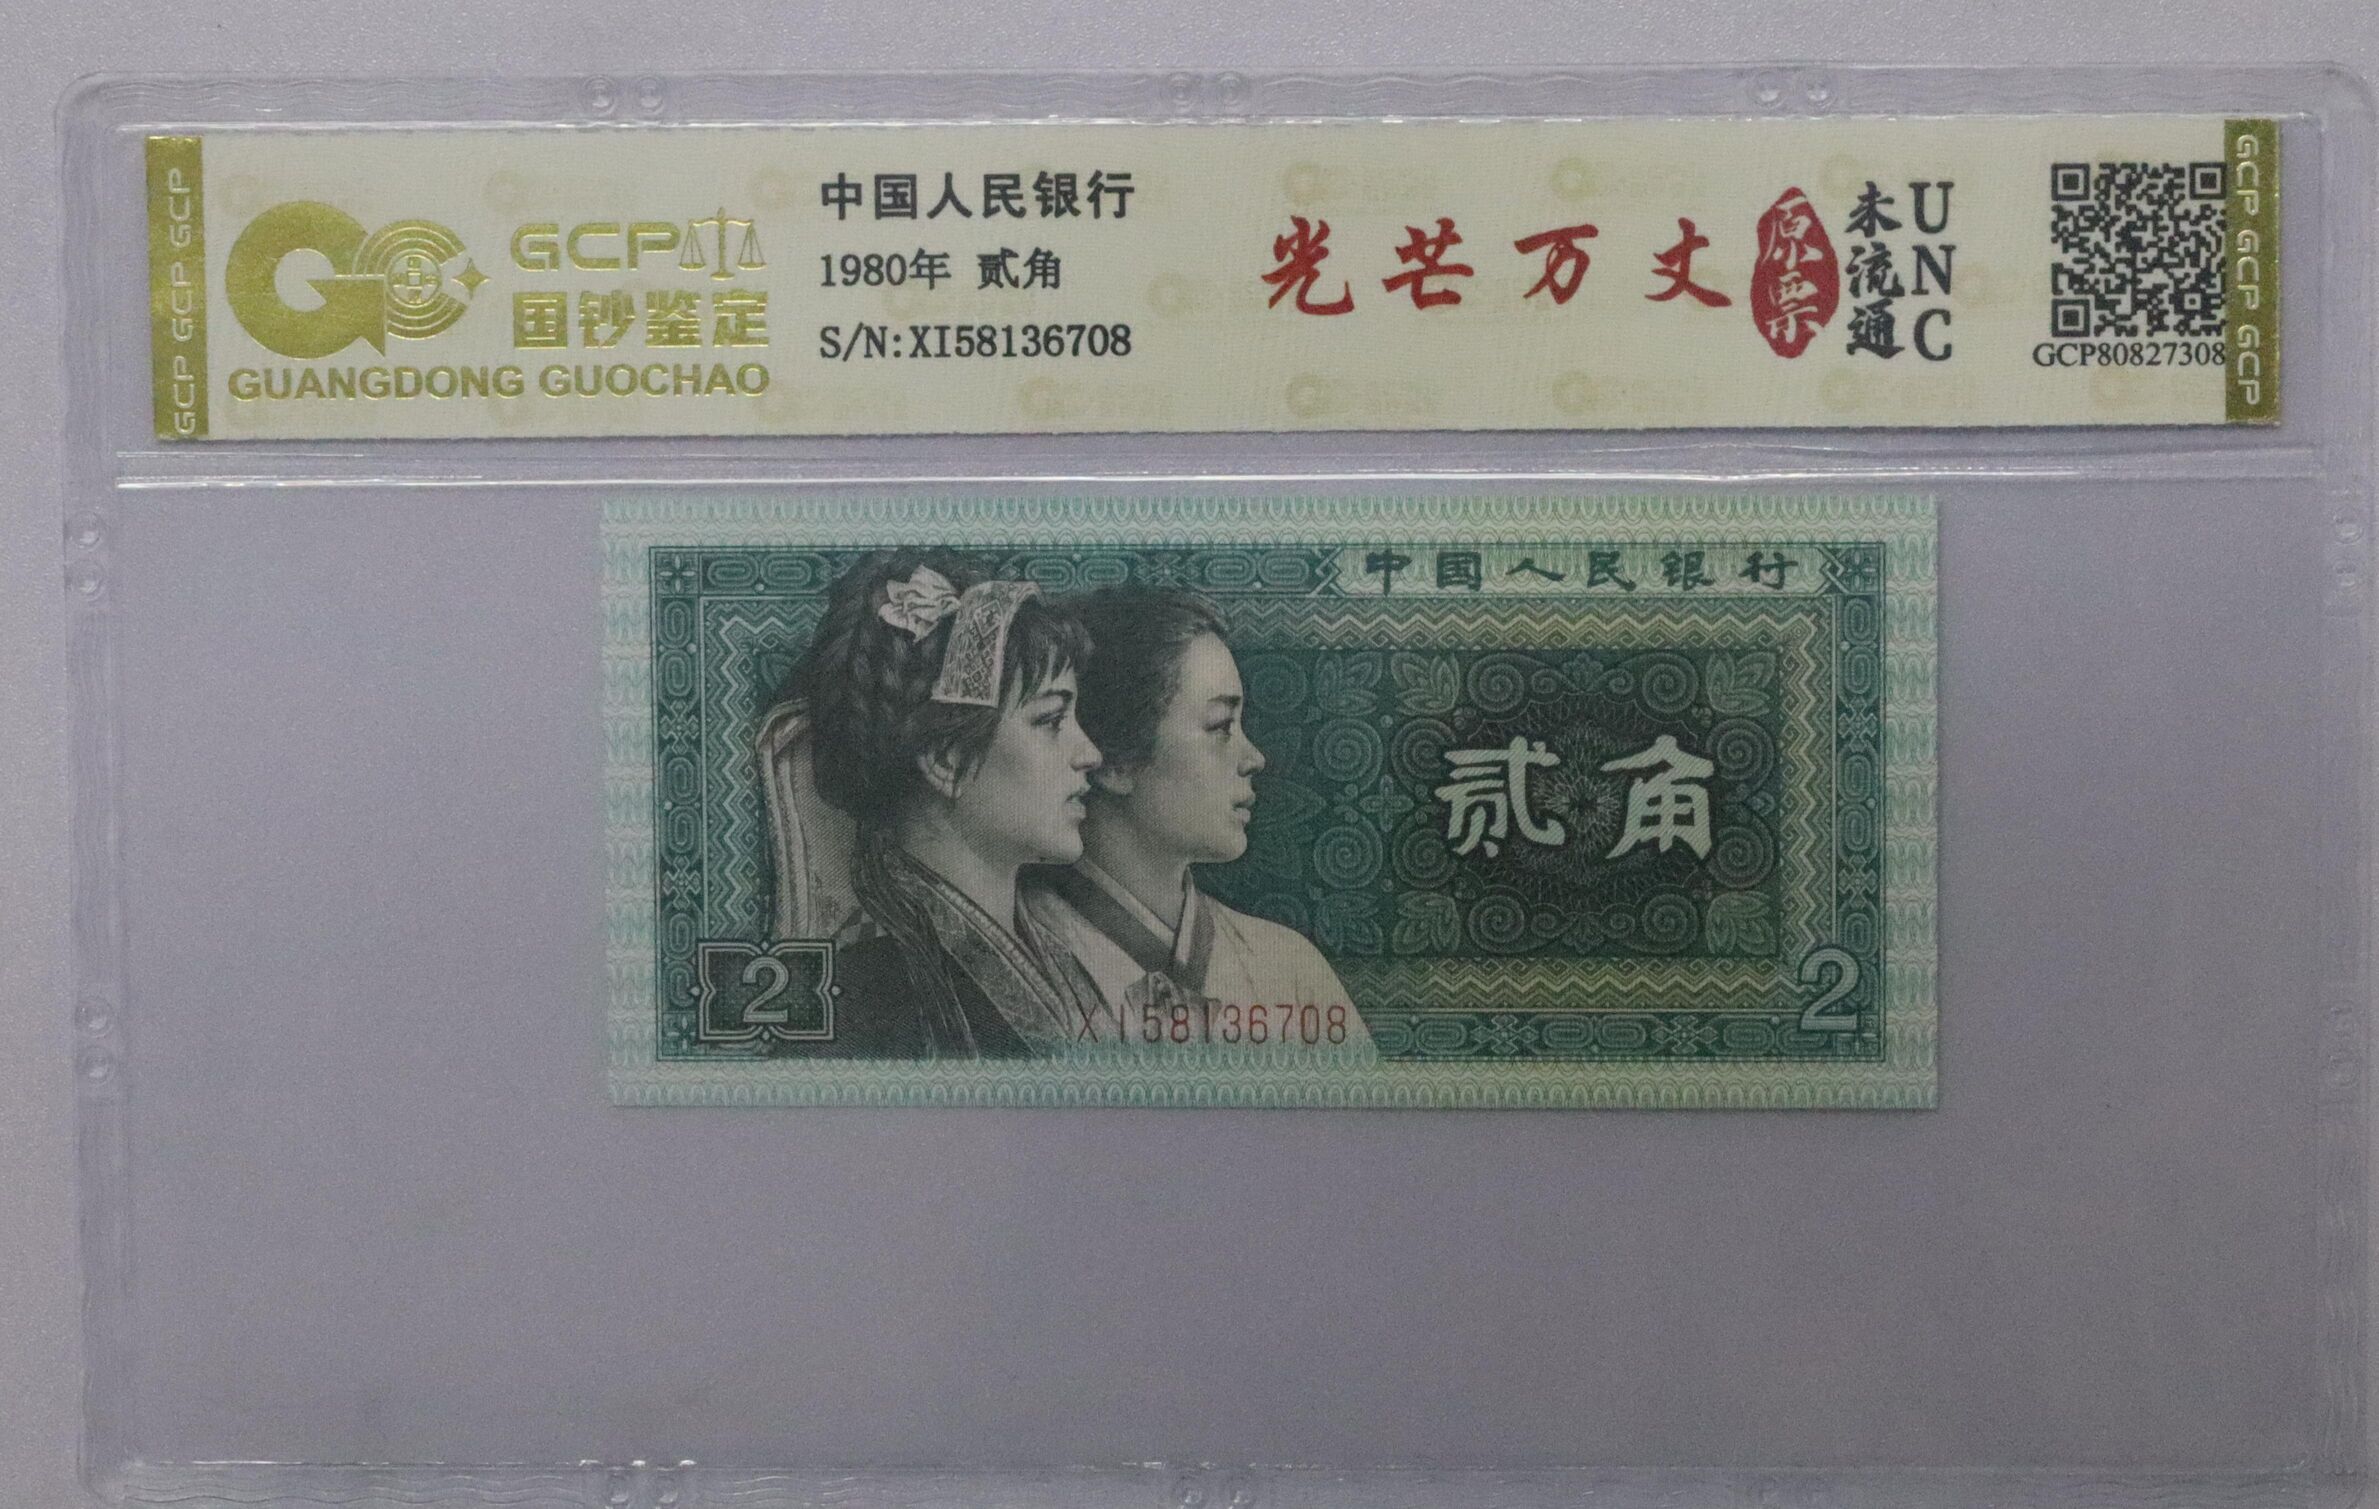 GCP GCP GCP
GCP
国钞鉴定
GUANGDONG GUOCHAO
中国人民银行
1980年 贰角
S/N:XI58136708
光芒万丈
原票
未流通
UNC
GCP80827308
GCP GCP GCP
中国人民银行
贰角
2
XI58136708
2